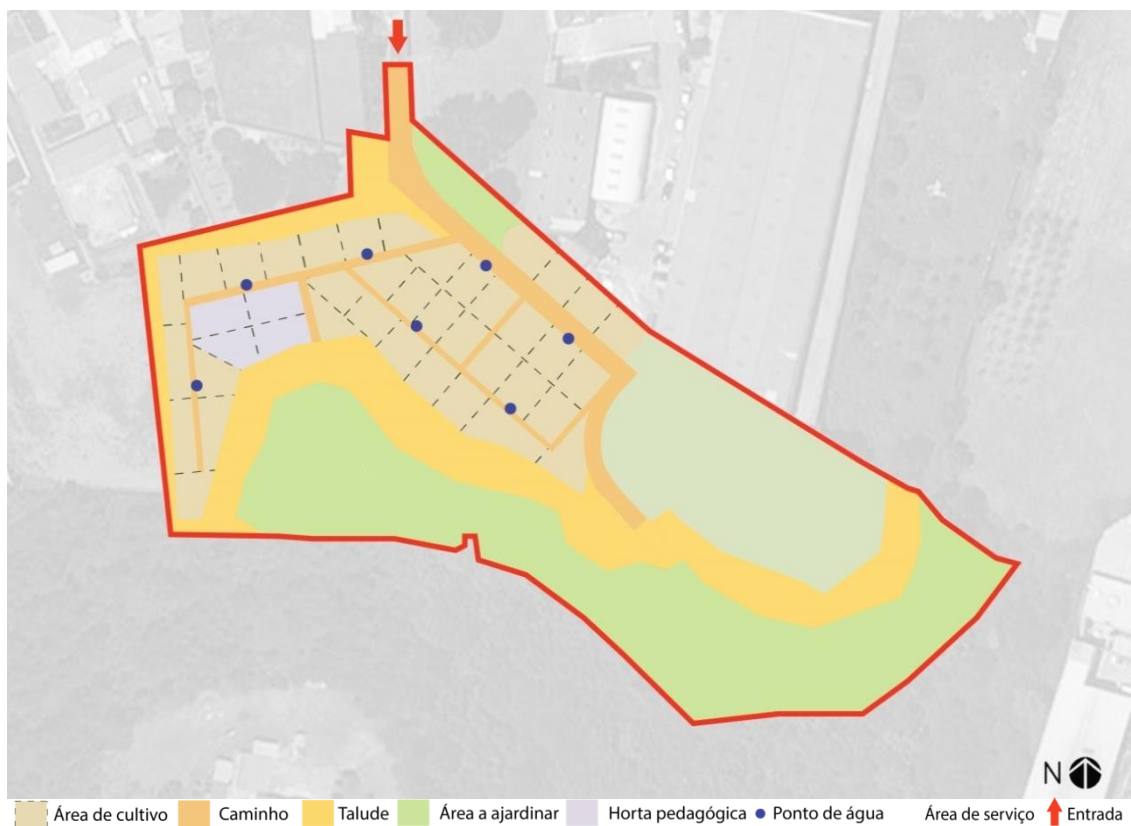 N
Área de cultivo Caminho Talude Área a ajardinar Horta pedagógica Ponto de água Área de serviço Entrada